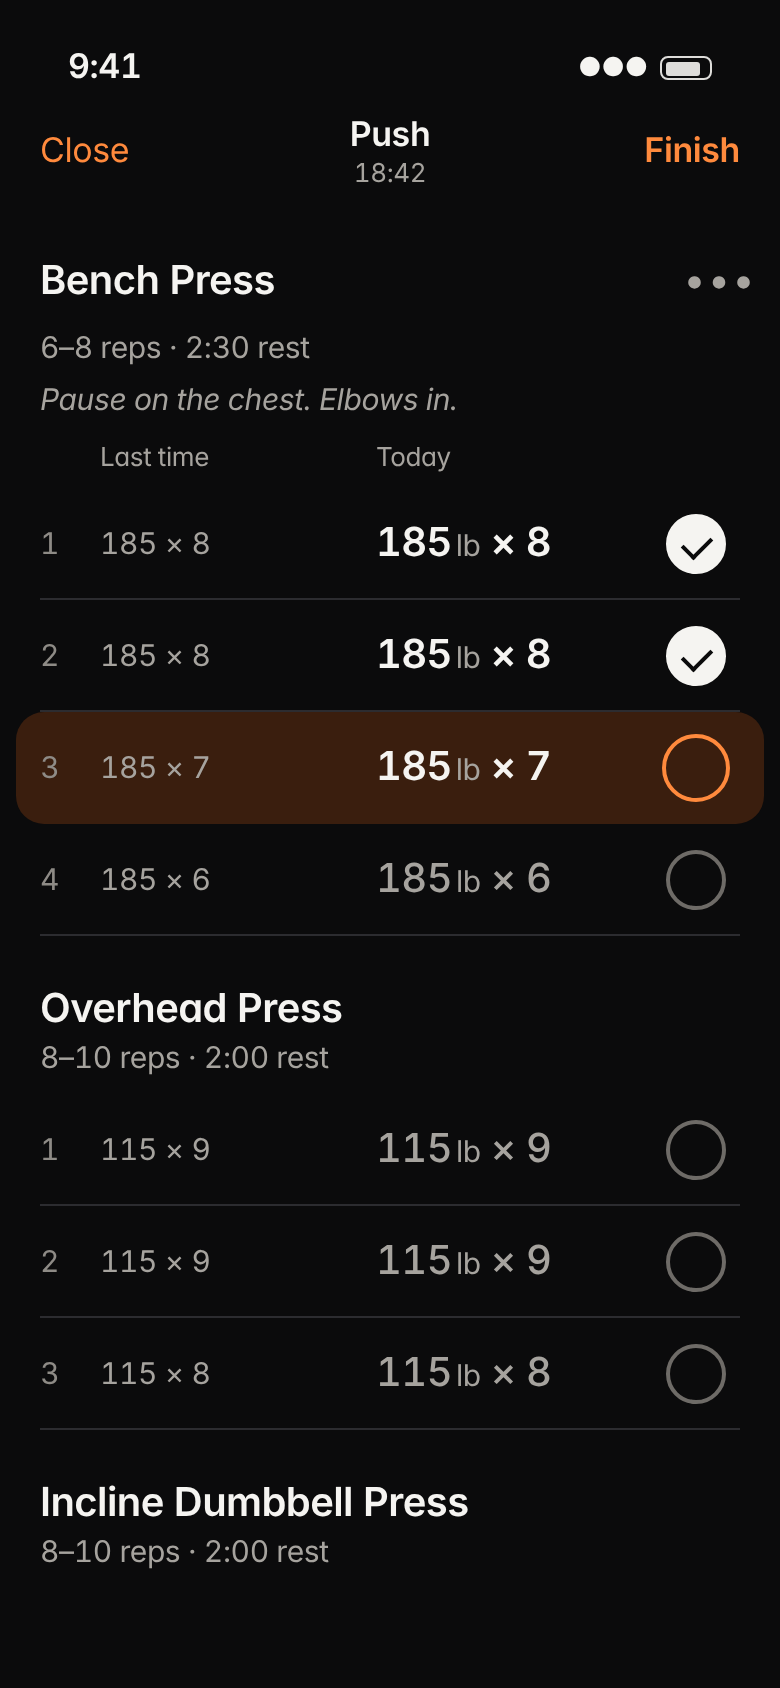 9:41
Close
Push
Finish
18:42
Bench Press
6–8 reps · 2:30 rest
Pause on the chest. Elbows in.
Last time Today
1 185 × 8 185 lb × 8
2 185 × 8 185 lb × 8
3 185 × 7 185 lb × 7
4 185 × 6 185 lb × 6
Overhead Press
8–10 reps · 2:00 rest
1 115 × 9 115 lb × 9
2 115 × 9 115 lb × 9
3 115 × 8 115 lb × 8
Incline Dumbbell Press
8–10 reps · 2:00 rest